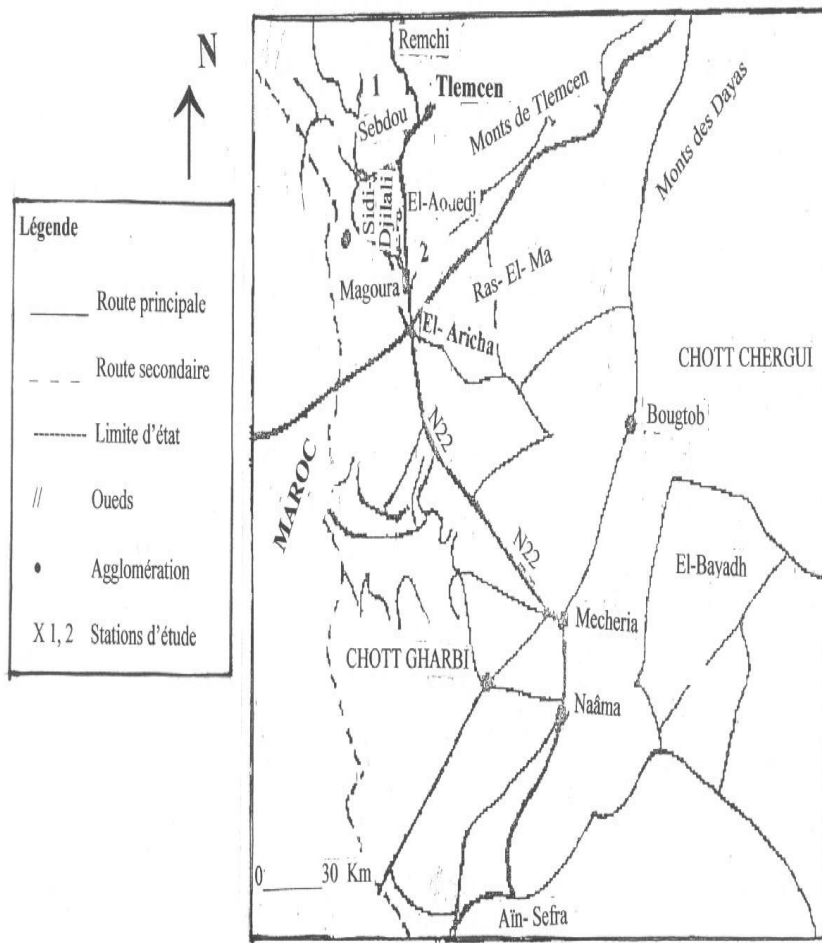 N
Légende
Route principale
Route secondaire
Limite d'état
Oueds
Agglomération
X 1, 2 Stations d'étude
Remchi
1
Tlemcen
Sebdou
Monts de Tlemcen
Monts des Dayas
Sidi-
Djilali
El-Aouedj
2
Magoura
Ras- El- Ma
El- Aricha
CHOTT CHERGUI
Bougtob
N22
MAROC
N22
El-Bayadh
Mecheria
CHOTT GHARBI
Naâma
0 30 Km
Aïn- Sefra